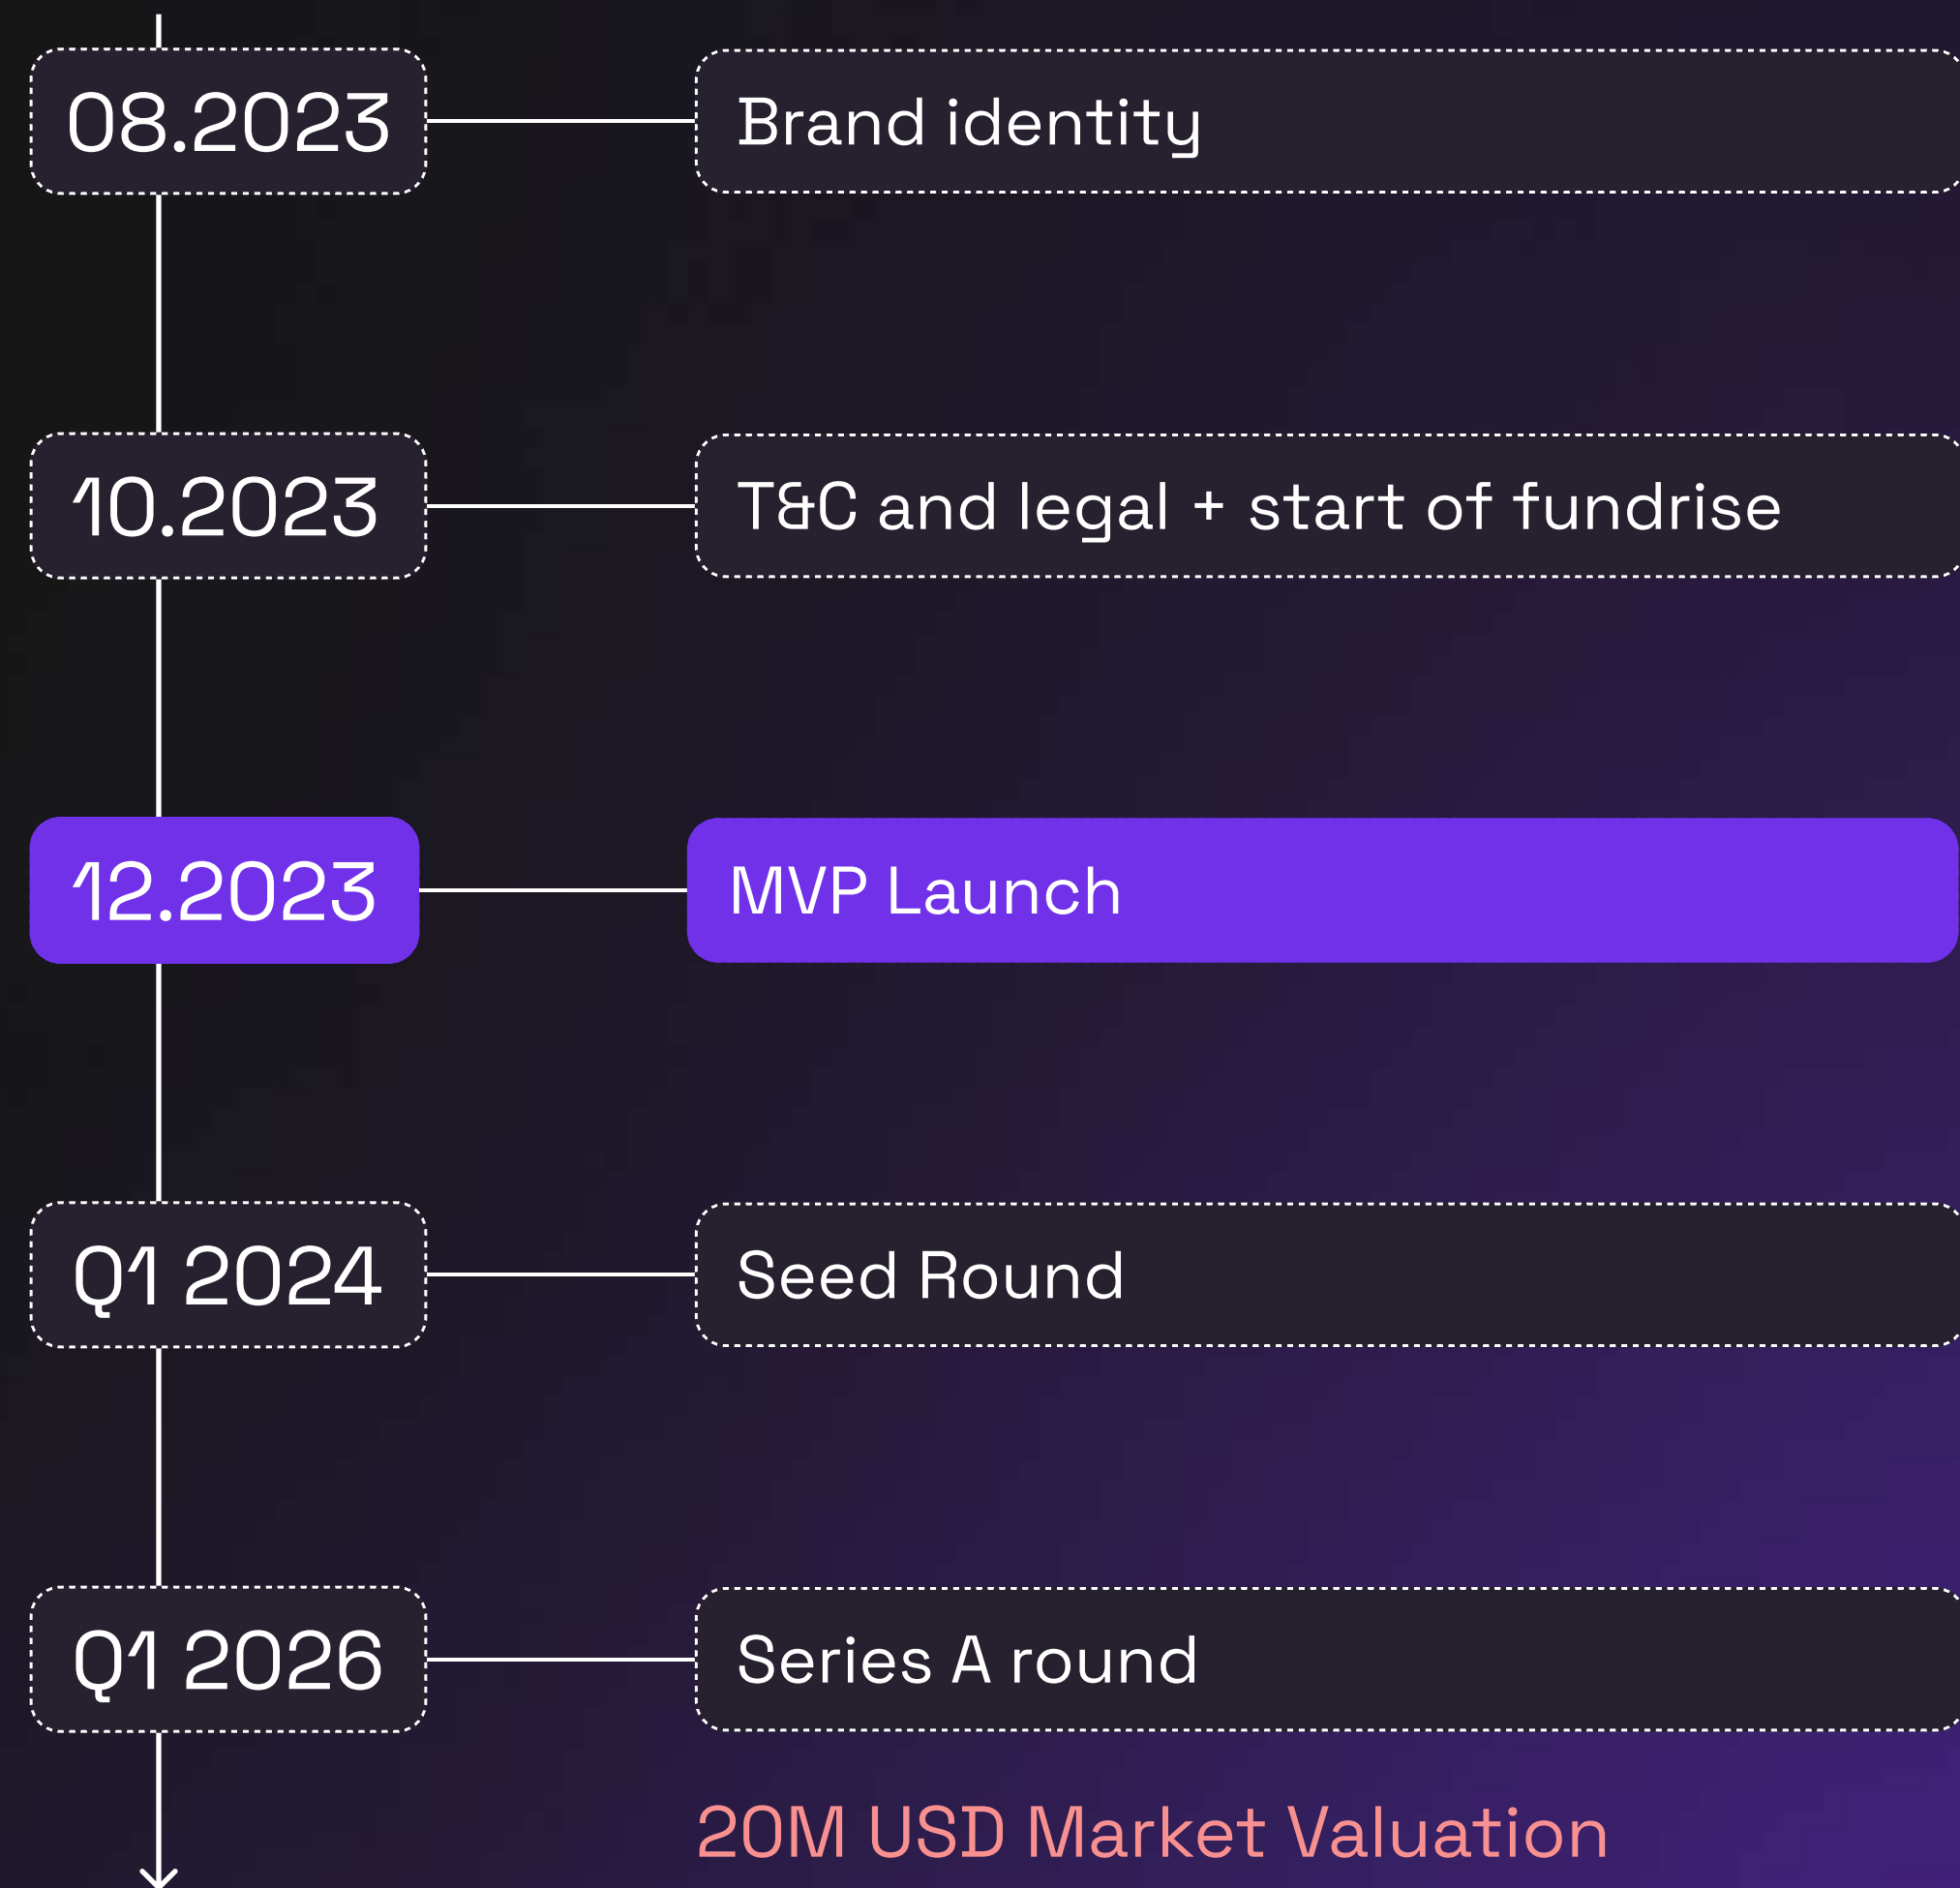 08.2023
Brand identity
10.2023
T&C and legal + start of fundrise
12.2023
MVP Launch
Q1 2024
Seed Round
Q1 2026
Series A round
20M USD Market Valuation